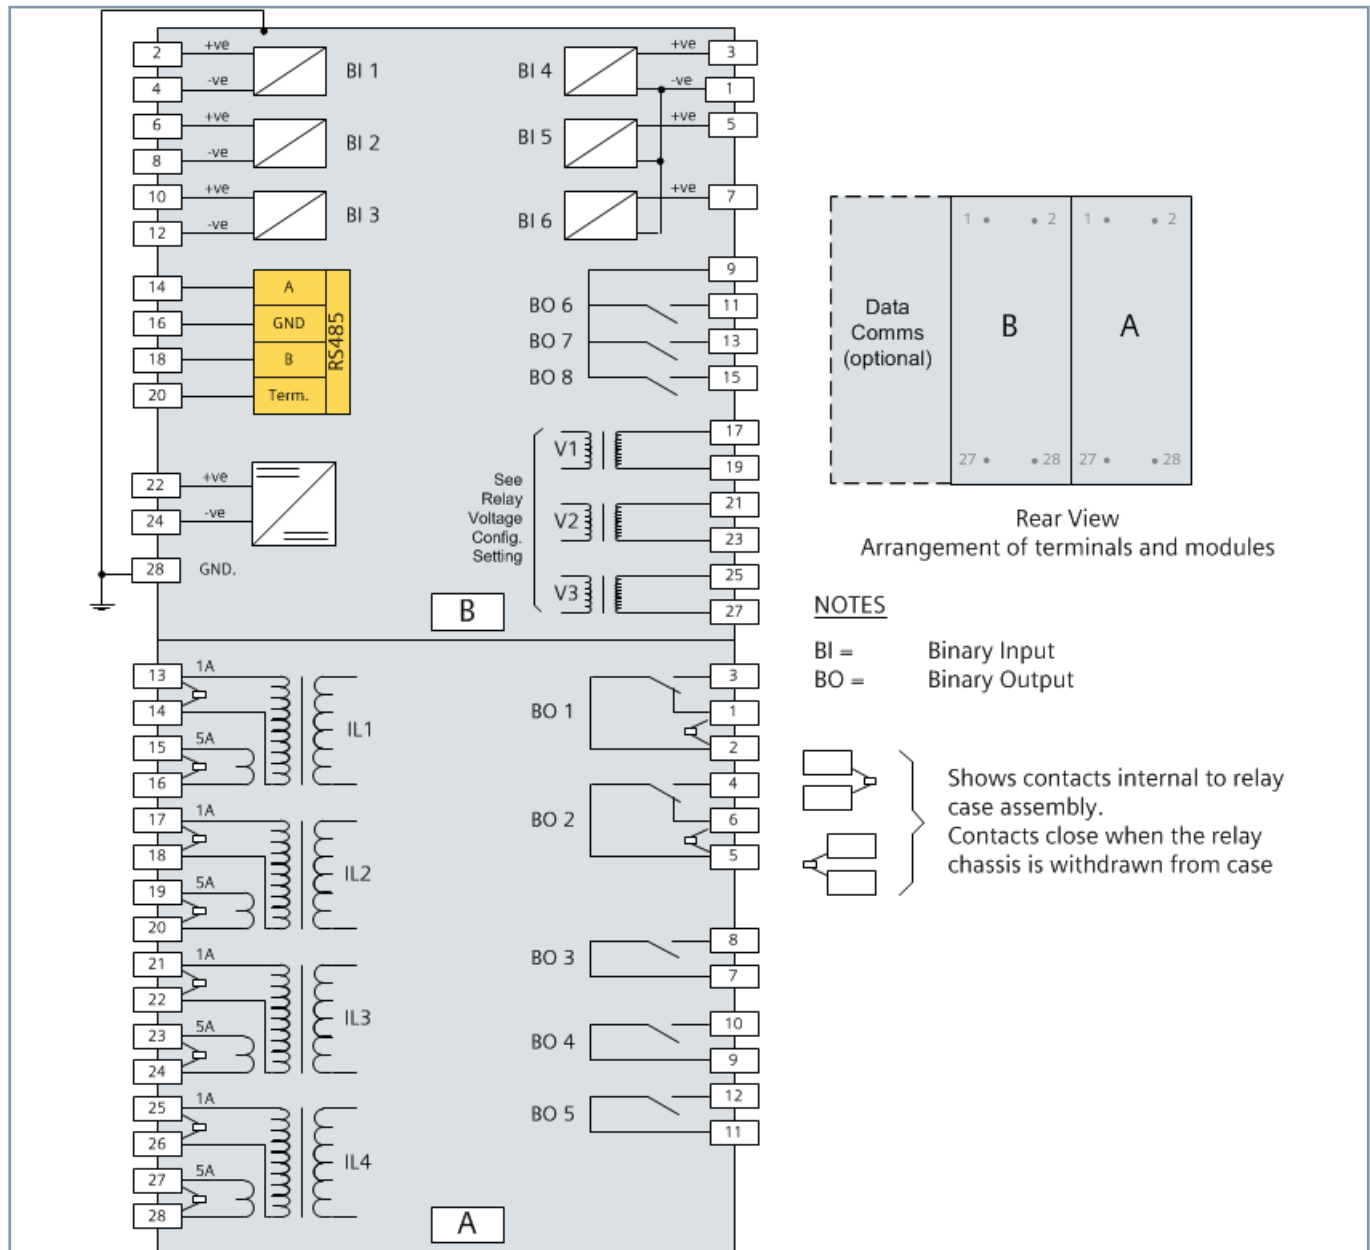 2 +ve BI 1 BI 4 +ve 3
4 -ve -ve 1
6 +ve BI 2 BI 5 +ve 5
8 -ve
10 +ve BI 3 BI 6 +ve 7
12 -ve
9
14 A BO 6 11
16 GND RS485 BO 7 13
18 B BO 8 15
20 Term.
V1 17
19
See
Relay
Voltage
Config.
Setting
V2 21
23
V3 25
27
22 +ve
24 -ve
28 GND.
B
13 1A IL1 BO 1 3
14 1
15 5A 2
16
17 1A IL2 BO 2 4
18 6
19 5A 5
20
21 1A IL3 BO 3 8
22 7
23 5A BO 4 10
24 9
25 1A IL4 BO 5 12
26 11
27 5A
28
A
Data
Comms
(optional)
1 2 1 2
B A
27 28 27 28
Rear View
Arrangement of terminals and modules
NOTES
BI = Binary Input
BO = Binary Output
Shows contacts internal to relay
case assembly.
Contacts close when the relay
chassis is withdrawn from case